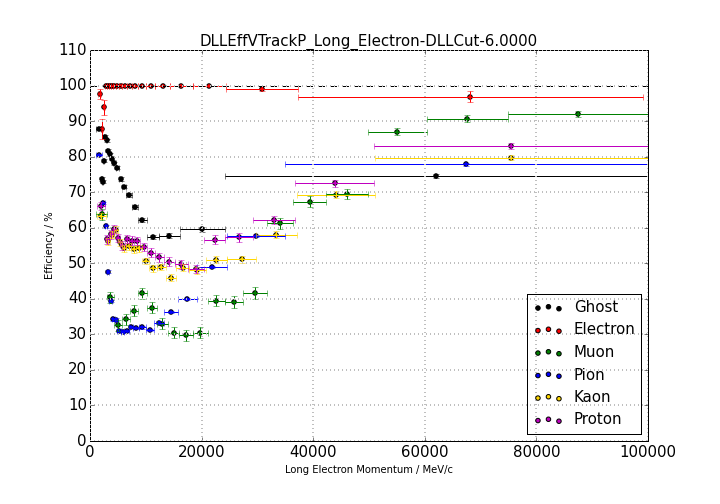 DLLEffVTrackP_Long_Electron-DLLCut-6.0000
110
100
90
80
70
60
50
40
30
20
10
0
Efficiency / %
Ghost
Electron
Muon
Pion
Kaon
Proton
0 20000 40000 60000 80000 100000
Long Electron Momentum / MeV/c